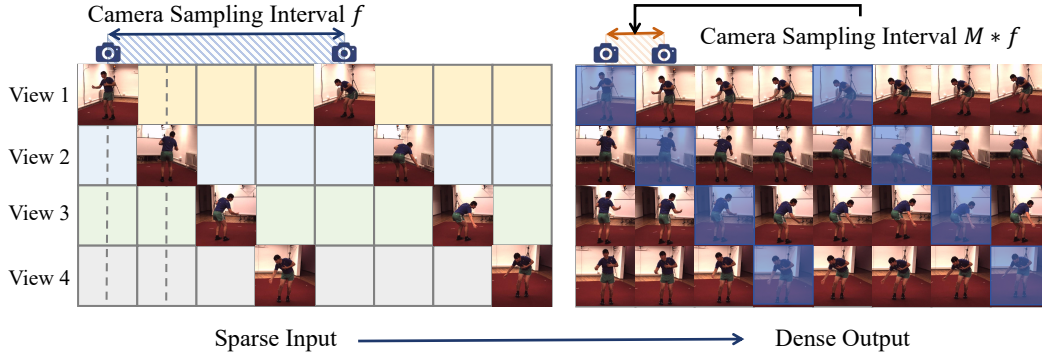 Camera Sampling Interval f
Camera Sampling Interval M * f
View 1
View 2
View 3
View 4
Sparse Input
Dense Output